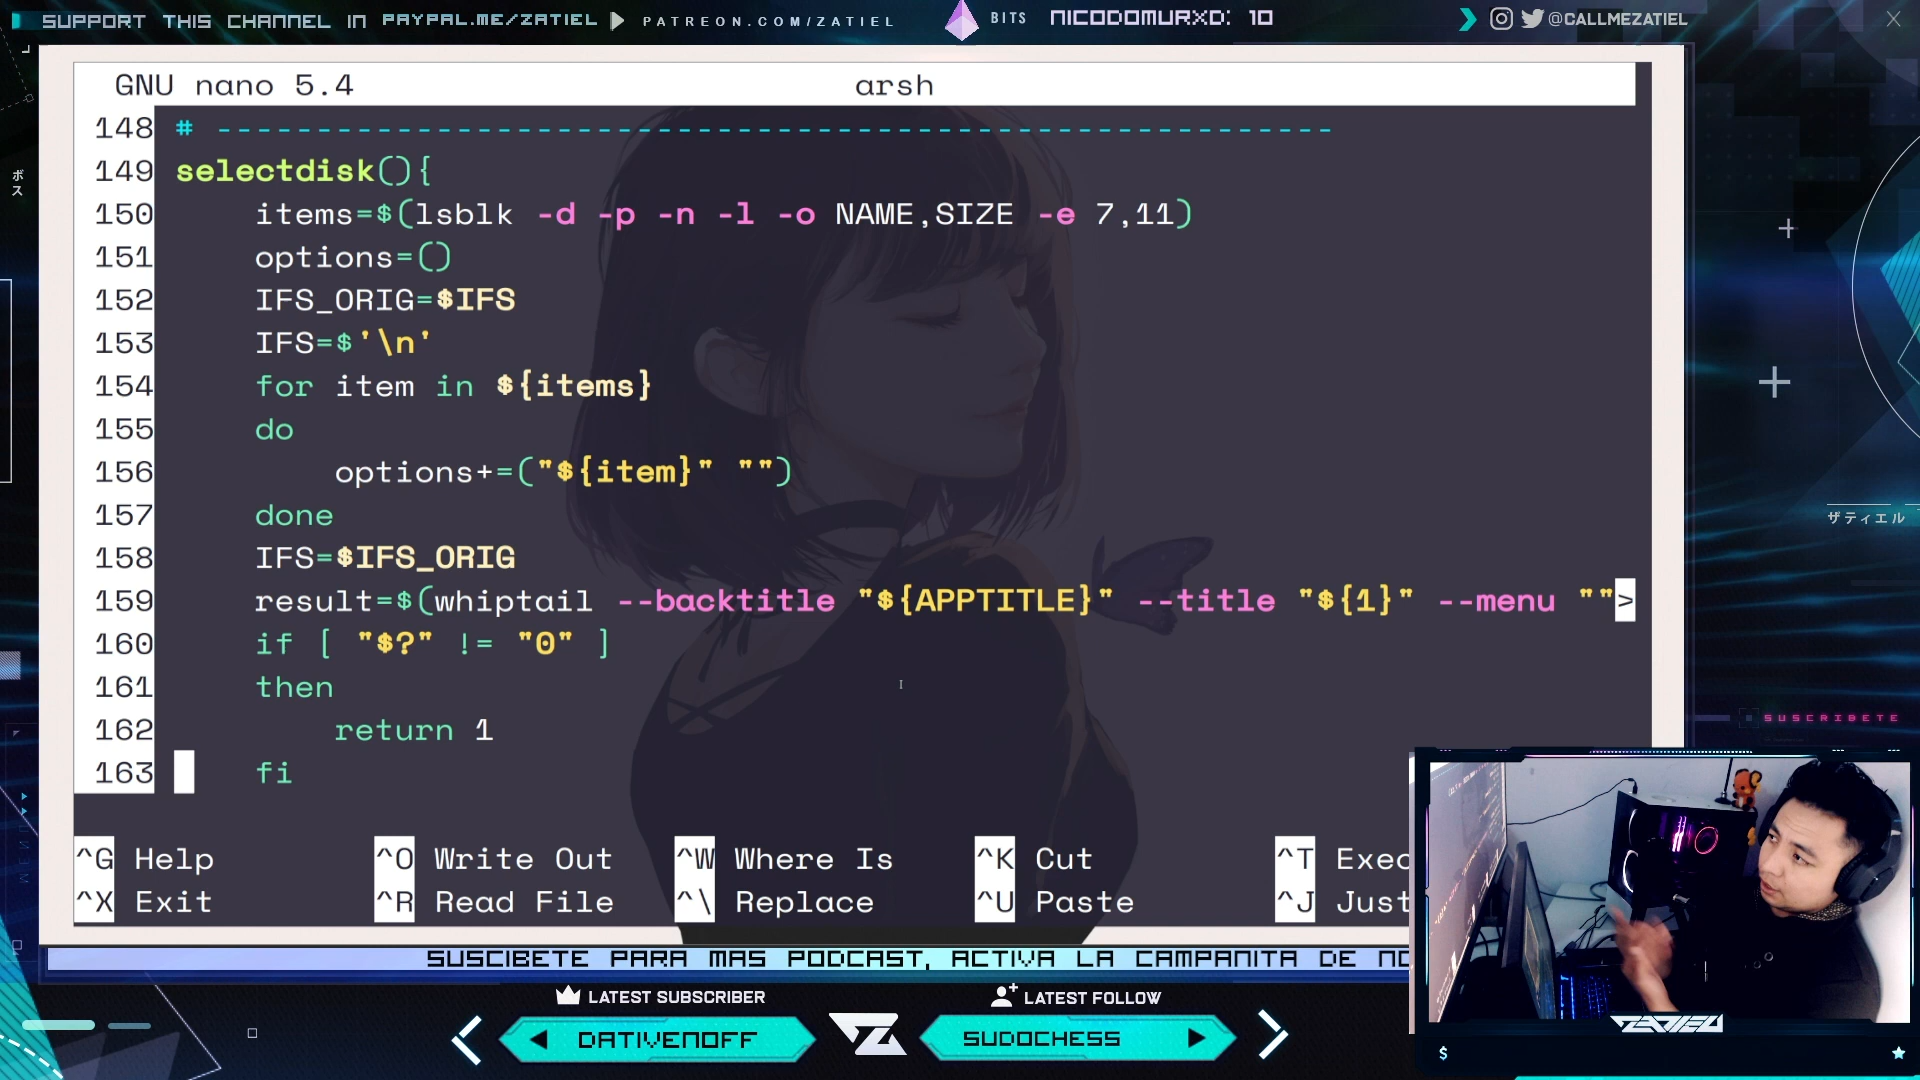 SUPPORT THIS CHANNEL IN PAYPAL.ME/ZATIEL PATREON.COM/ZATIEL BITS NICODOMURXD: 10 @CALLMEZATIEL
GNU nano 5.4 arsh
148 # --------------------------------------------------------
149 selectdisk(){
150 items=$(lsblk -d -p -n -l -o NAME,SIZE -e 7,11)
151 options=()
152 IFS_ORIG=$IFS
153 IFS=$'\n'
154 for item in ${items}
155 do
156 options+=("${item}" "")
157 done
158 IFS=$IFS_ORIG
159 result=$(whiptail --backtitle "${APPTITLE}" --title "${1}" --menu "">
160 if [ "$?" != "0" ]
161 then
162 return 1
163 fi
^G Help ^O Write Out ^W Where Is ^K Cut ^T Exec
^X Exit ^R Read File ^\ Replace ^U Paste ^J Just
ボス
ザティエル
SUSCRIBETE
SUSCIBETE PARA MAS PODCAST, ACTIVA LA CAMPANITA DE NO
LATEST SUBSCRIBER LATEST FOLLOW
DATIVENOFF SUDOCHESS
ZATIEL
$